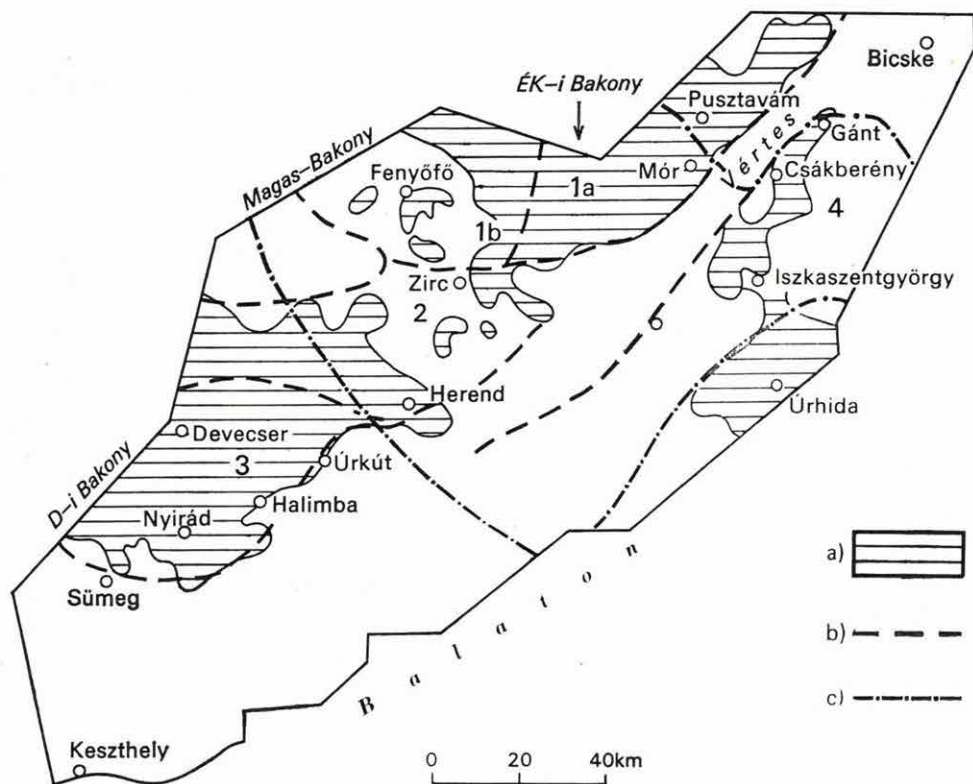 Bicske
ÉK-i Bakony
Pusztavám
Gánt
Magas-Bakony
Fenyőfő
1a
Mór
Vértes
Csákberény
4
1b
Iszkaszentgyörgy
Zirc
2
Herend
Úrhida
Devecser
3
Úrkút
D-i Bakony
Halimba
Nyirád
a)
Sümeg
b)
Balaton
c)
Keszthely
0 20 40km